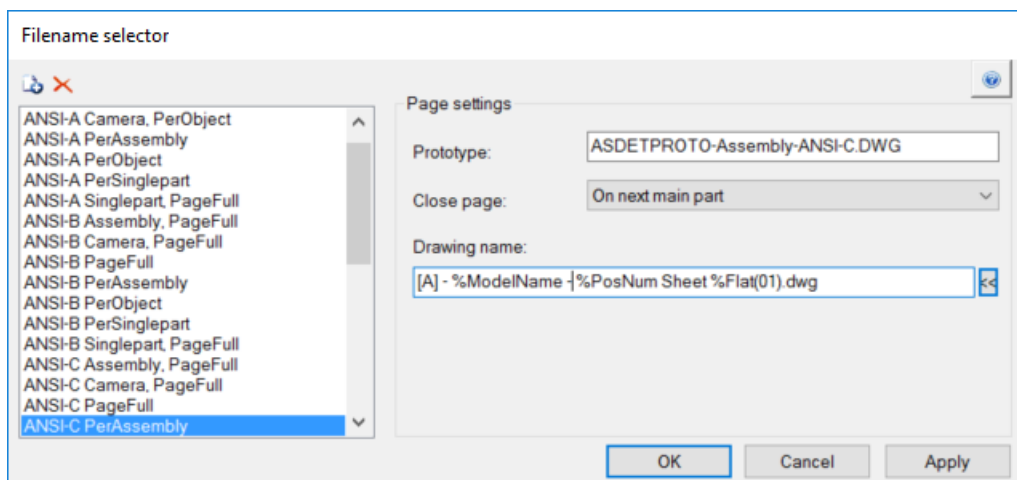 Filename selector
ANSI-A Camera, PerObject
ANSI-A PerAssembly
ANSI-A PerObject
ANSI-A PerSinglepart
ANSI-A Singlepart, PageFull
ANSI-B Assembly, PageFull
ANSI-B Camera, PageFull
ANSI-B PageFull
ANSI-B PerAssembly
ANSI-B PerObject
ANSI-B PerSinglepart
ANSI-B Singlepart, PageFull
ANSI-C Assembly, PageFull
ANSI-C Camera, PageFull
ANSI-C PageFull
ANSI-C PerAssembly
Page settings
Prototype: ASDETPROTO-Assembly-ANSI-C.DWG
Close page: On next main part
Drawing name:
[A] - %ModelName -%PosNum Sheet %Flat(01).dwg <<
OK Cancel Apply